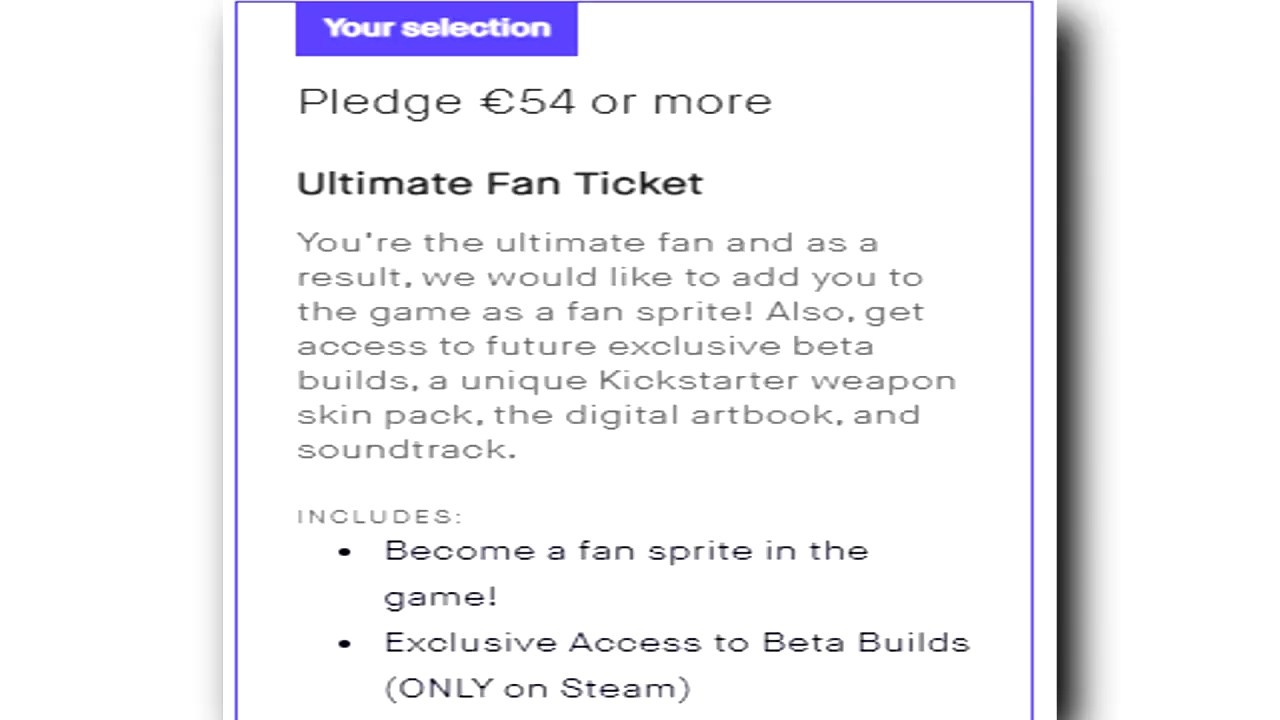 Your selection
Pledge €54 or more
Ultimate Fan Ticket
You're the ultimate fan and as a
result, we would like to add you to
the game as a fan sprite! Also, get
access to future exclusive beta
builds, a unique Kickstarter weapon
skin pack, the digital artbook, and
soundtrack.
INCLUDES:
• Become a fan sprite in the
game!
• Exclusive Access to Beta Builds
(ONLY on Steam)